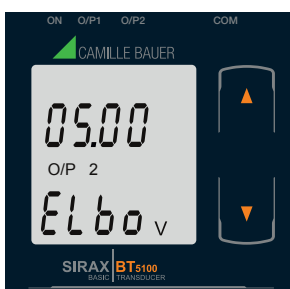 ON O/P1 O/P2 COM
CAMILLE BAUER
05.00
O/P 2
ELbo V
SIRAX BT5100
BASIC TRANSDUCER